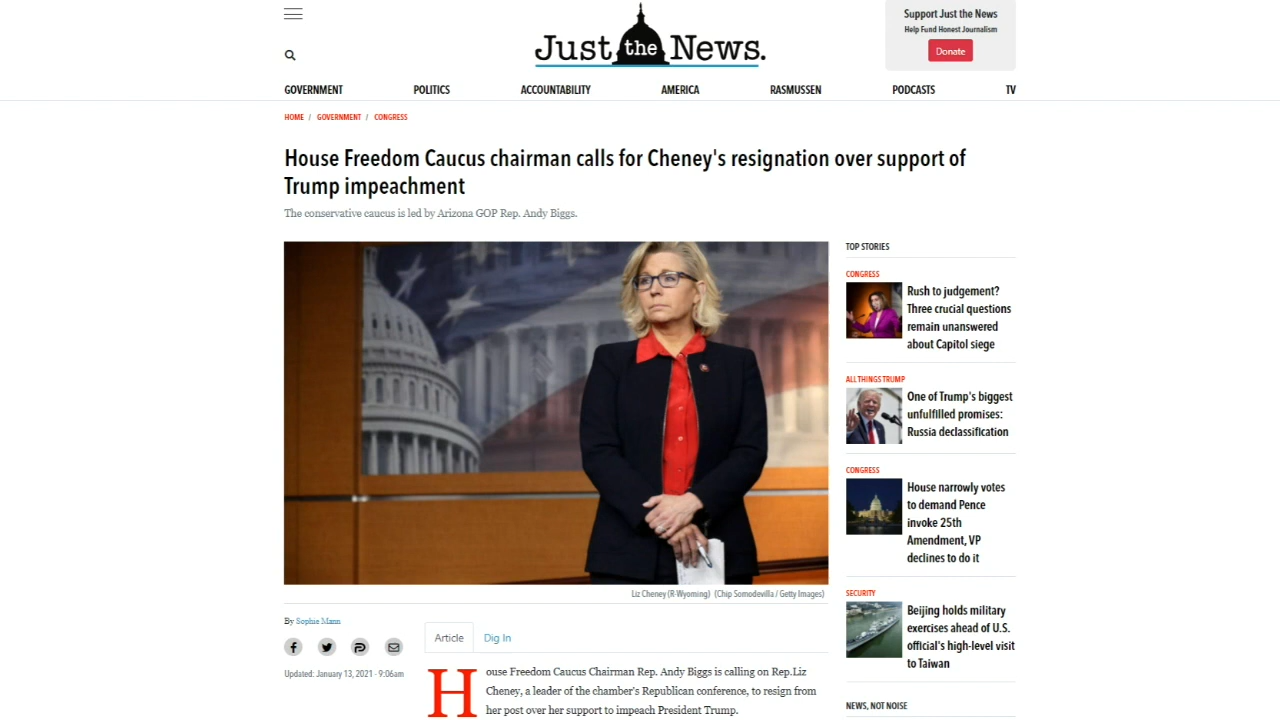 Just the News.
Support Just the News
Help Fund Honest Journalism
Donate
GOVERNMENT POLITICS ACCOUNTABILITY AMERICA RASMUSSEN PODCASTS TV
HOME / GOVERNMENT / CONGRESS
House Freedom Caucus chairman calls for Cheney's resignation over support of
Trump impeachment
The conservative caucus is led by Arizona GOP Rep. Andy Biggs.
Liz Cheney (R-Wyoming) (Chip Somodevilla / Getty Images)
By Sophie Mann
Updated: January 13, 2021 - 9:06am
Article Dig In
House Freedom Caucus Chairman Rep. Andy Biggs is calling on Rep.Liz
Cheney, a leader of the chamber's Republican conference, to resign from
her post over her support to impeach President Trump.
TOP STORIES
CONGRESS
Rush to judgement?
Three crucial questions
remain unanswered
about Capitol siege
ALL THINGS TRUMP
One of Trump's biggest
unfulfilled promises:
Russia declassification
CONGRESS
House narrowly votes
to demand Pence
invoke 25th
Amendment, VP
declines to do it
SECURITY
Beijing holds military
exercises ahead of U.S.
official's high-level visit
to Taiwan
NEWS, NOT NOISE